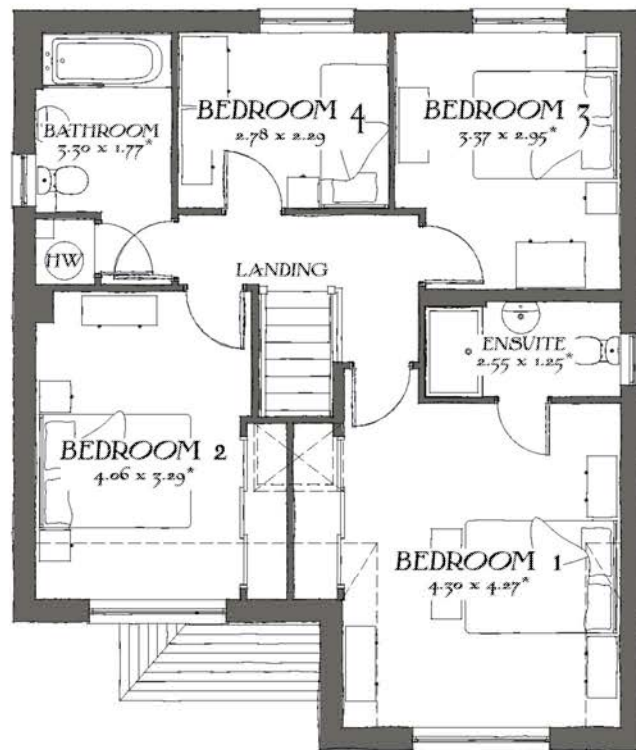 BATHROOM
3.30 x 1.77*
BEDROOM 4
2.78 x 2.29
BEDROOM 3
3.37 x 2.95*
HW
LANDING
ENSUITE
2.55 x 1.25*
BEDROOM 2
4.06 x 3.29*
BEDROOM 1
4.30 x 4.27*